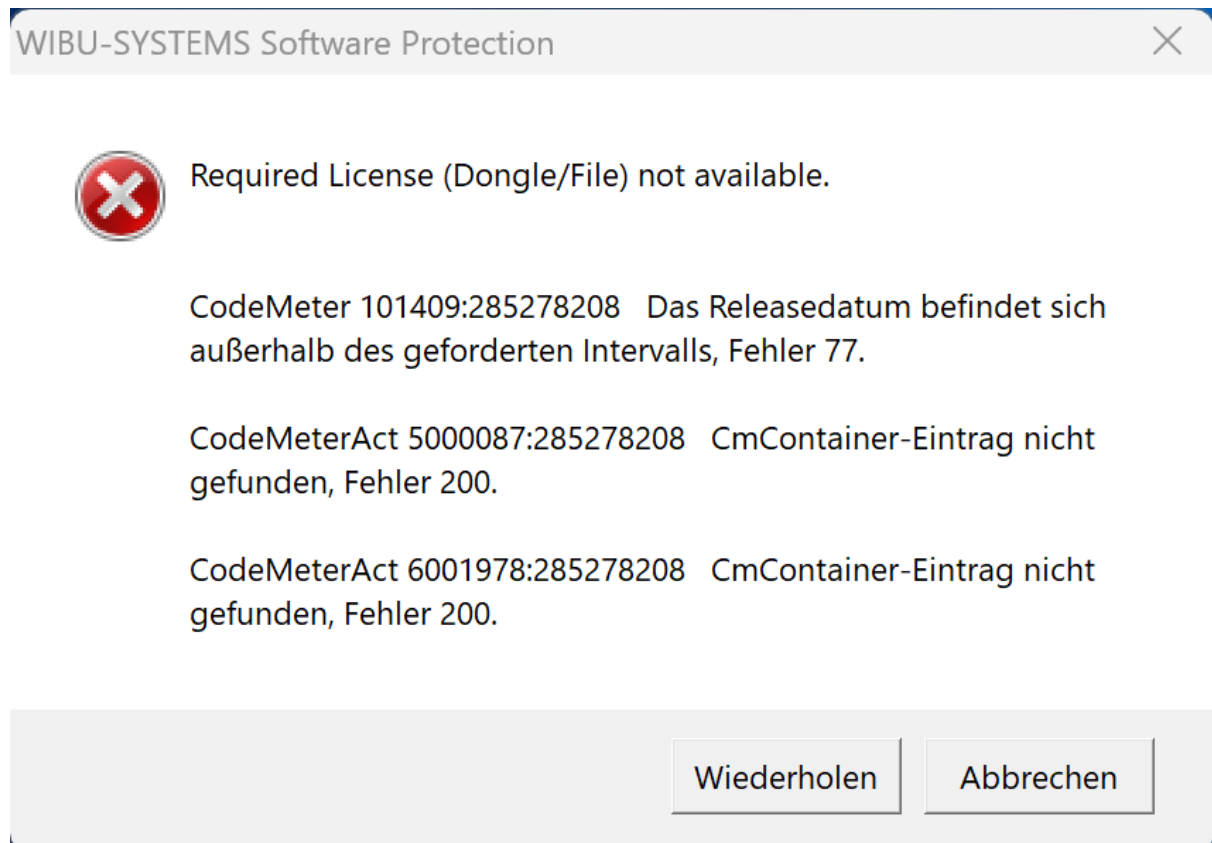 WIBU-SYSTEMS Software Protection
Required License (Dongle/File) not available.
CodeMeter 101409:285278208   Das Releasedatum befindet sich
außerhalb des geforderten Intervalls, Fehler 77.
CodeMeterAct 5000087:285278208   CmContainer-Eintrag nicht
gefunden, Fehler 200.
CodeMeterAct 6001978:285278208   CmContainer-Eintrag nicht
gefunden, Fehler 200.
Wiederholen Abbrechen